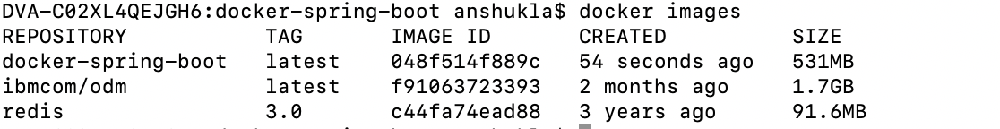 DVA-C02XL4QEJGH6:docker-spring-boot anshukla$ docker images
REPOSITORY TAG IMAGE ID CREATED SIZE
docker-spring-boot latest 048f514f889c 54 seconds ago 531MB
ibmcom/odm latest f91063723393 2 months ago 1.7GB
redis 3.0 c44fa74ead88 3 years ago 91.6MB